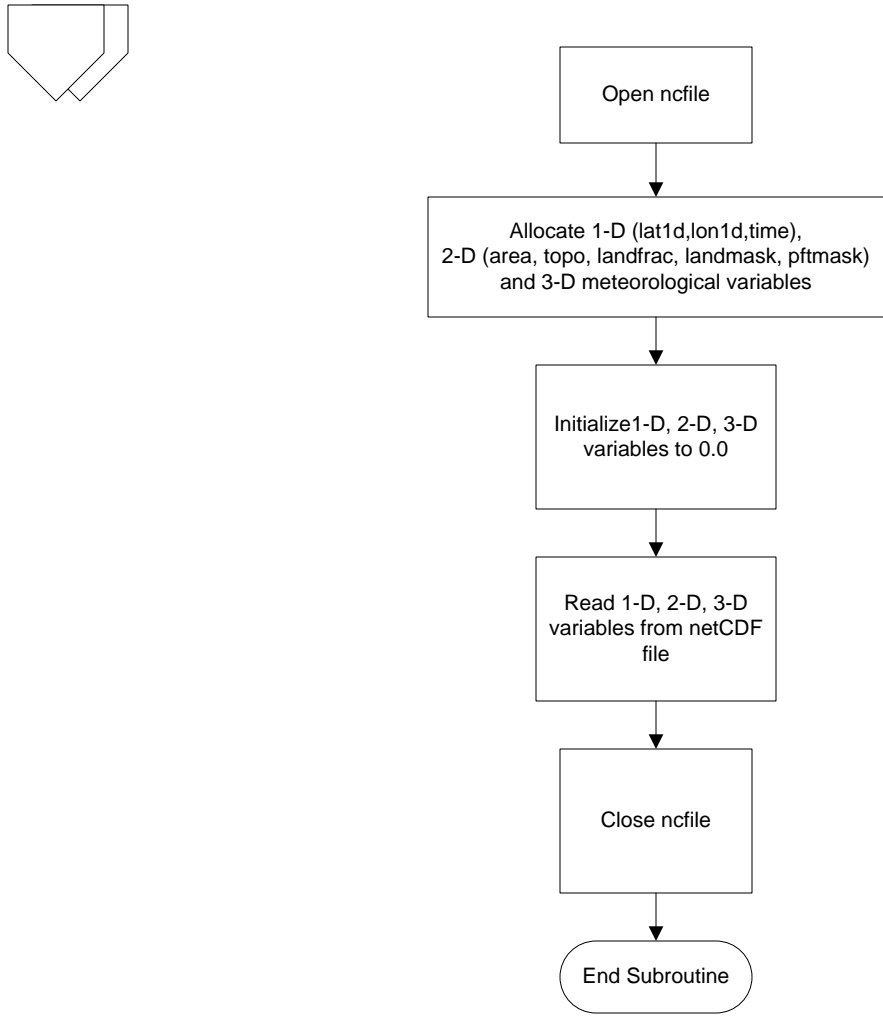 Open ncfile
Allocate 1-D (lat1d,lon1d,time),
2-D (area, topo, landfrac, landmask, pftmask)
and 3-D meteorological variables
Initialize1-D, 2-D, 3-D
variables to 0.0
Read 1-D, 2-D, 3-D
variables from netCDF
file
Close ncfile
End Subroutine